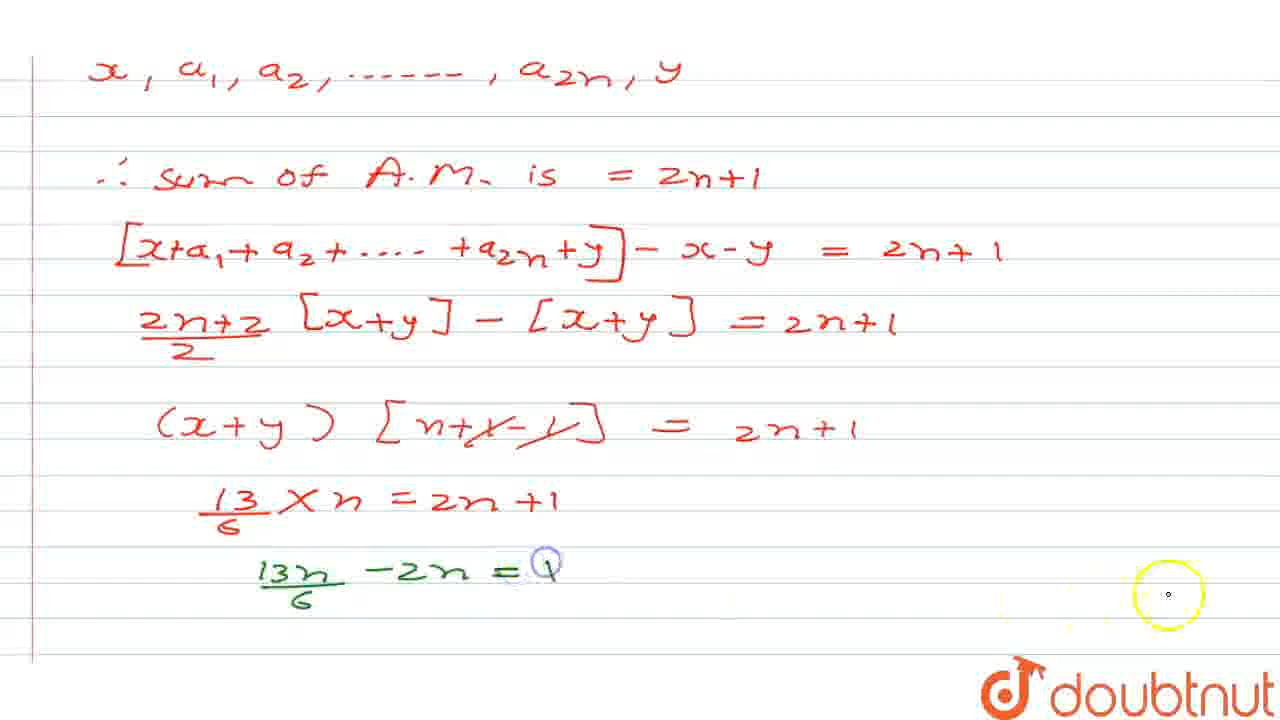 x, a₁, a₂, ......, a₂ₙ, y
∴ sum of A.M. is = 2n+1
[x+a₁+a₂+....+a₂ₙ+y]-x-y = 2n+1
(2n+2)/2 [x+y] - [x+y] = 2n+1
(x+y) [n+1-1] = 2n+1
13/6 × n = 2n+1
13n/6 - 2n = 1
doubtnut